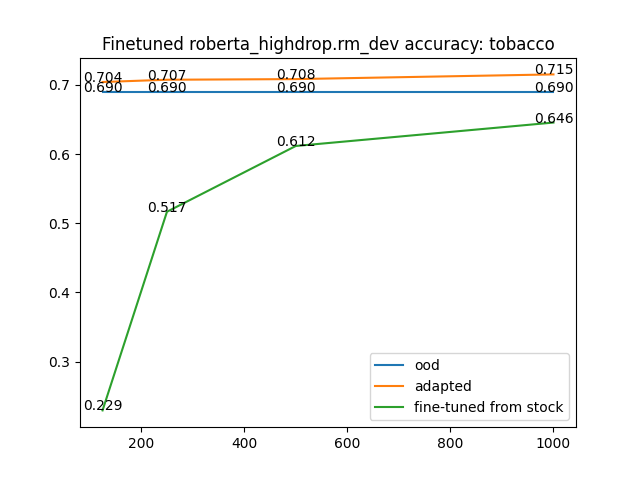 Finetuned roberta_highdrop.rm_dev accuracy: tobacco
0.704 0.707 0.708 0.715
0.690 0.690 0.690 0.690
0.229 0.517 0.612 0.646
0.7
0.6
0.5
0.4
0.3
200 400 600 800 1000
ood
adapted
fine-tuned from stock